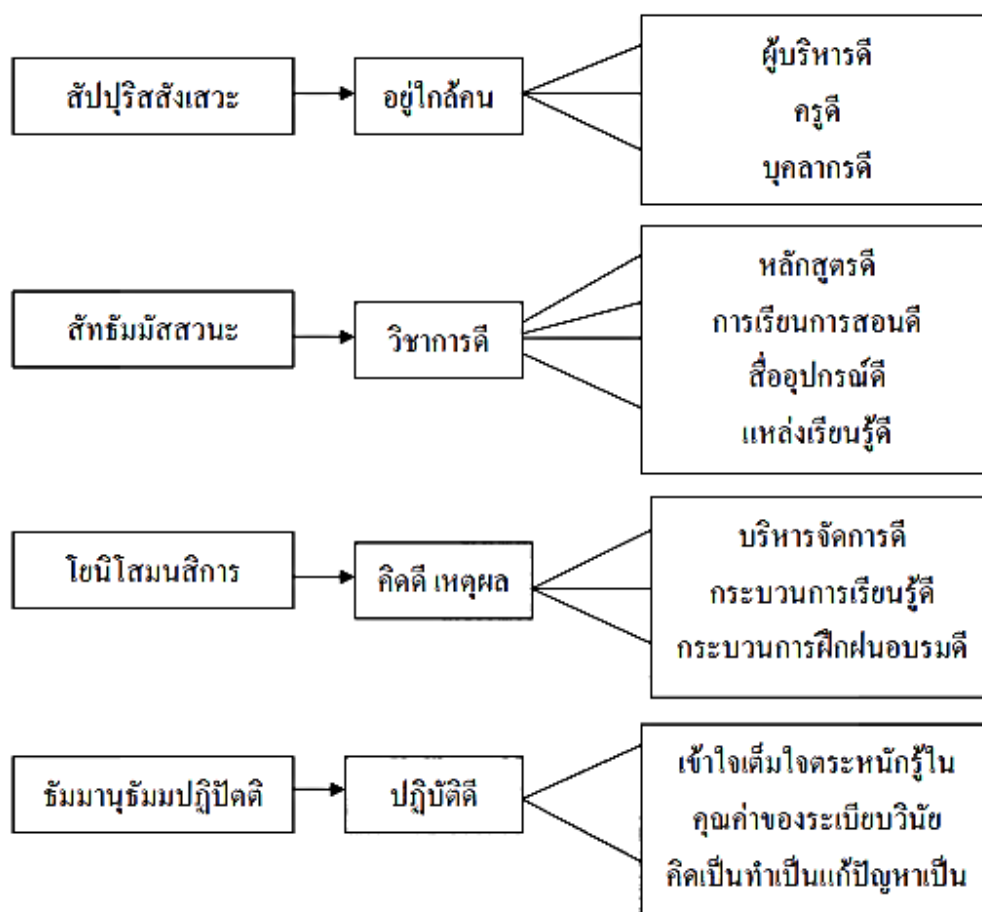 สัปปุริสสังเสวะ
อยู่ใกล้คน
ผู้บริหารดี
ครูดี
บุคลากรดี
สัทธัมมัสสวนะ
วิชาการดี
หลักสูตรดี
การเรียนการสอนดี
สื่ออุปกรณ์ดี
แหล่งเรียนรู้ดี
โยนิโสมนสิการ
คิดดี เหตุผล
บริหารจัดการดี
กระบวนการเรียนรู้ดี
กระบวนการฝึกฝนอบรมดี
ธัมมานุธัมมปฏิปัตติ
ปฏิบัติดี
เข้าใจเต็มใจตระหนักรู้ใน
คุณค่าของระเบียบวินัย
คิดเป็นทำเป็นแก้ปัญหาเป็น